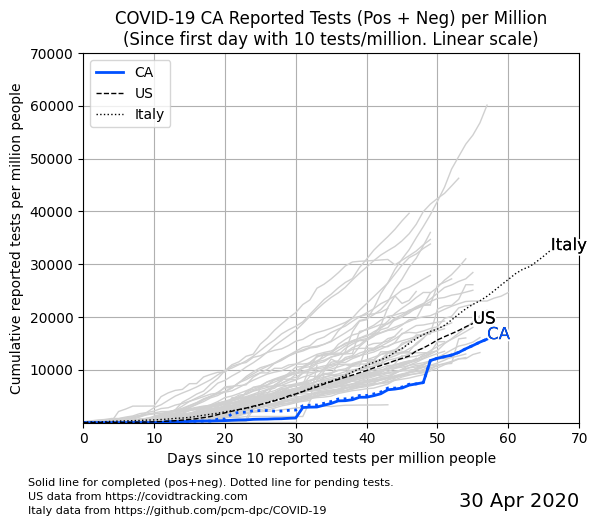 COVID-19 CA Reported Tests (Pos + Neg) per Million
(Since first day with 10 tests/million. Linear scale)
Cumulative reported tests per million people
70000
60000
50000
40000
30000
20000
10000
CA
US
Italy
Italy
US
CA
0 10 20 30 40 50 60 70
Days since 10 reported tests per million people
Solid line for completed (pos+neg). Dotted line for pending tests.
US data from https://covidtracking.com
Italy data from https://github.com/pcm-dpc/COVID-19
30 Apr 2020